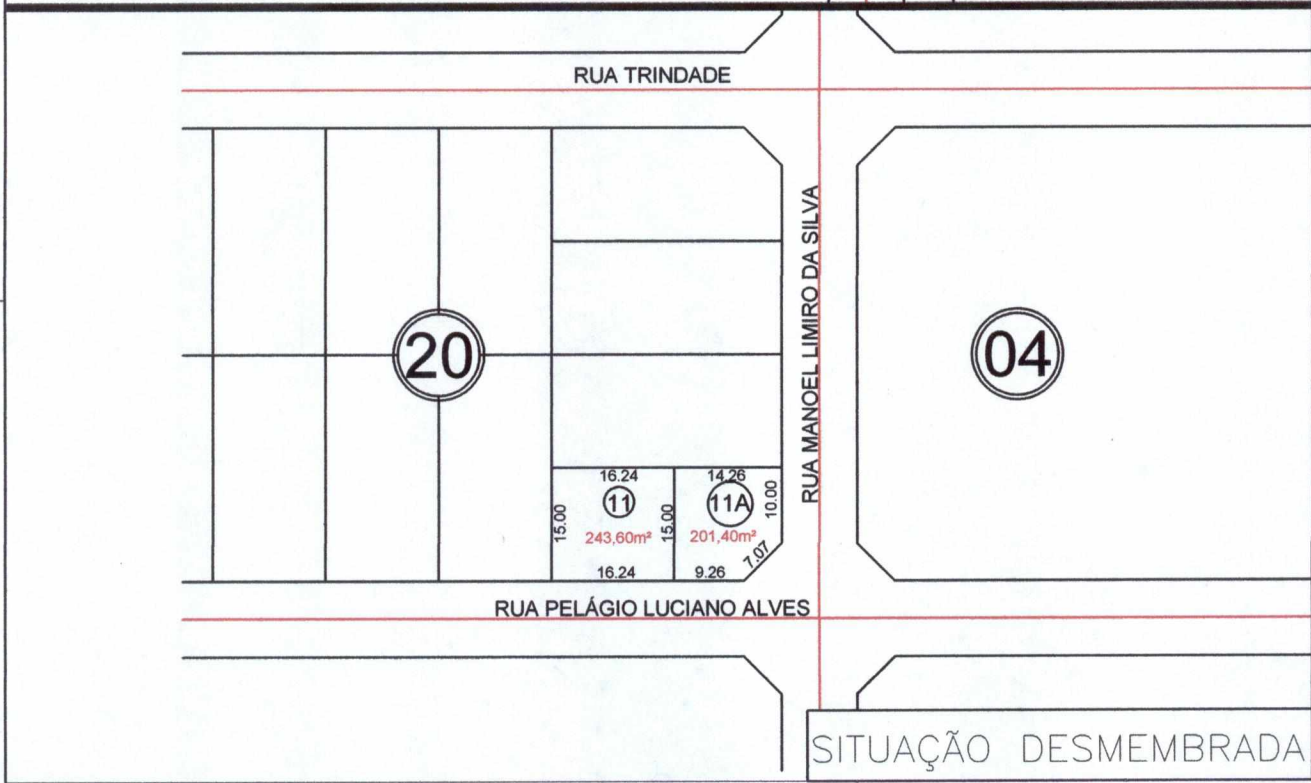 RUA TRINDADE
RUA MANOEL LIMIRO DA SILVA
20
04
16.24
14.26
11
11A
15.00
15.00
10.00
243,60m²
201,40m²
7.07
16.24
9.26
RUA PELÁGIO LUCIANO ALVES
SITUAÇÃO DESMEMBRADA